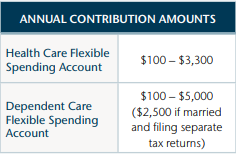 ANNUAL CONTRIBUTION AMOUNTS
Health Care Flexible
Spending Account
$100 – $3,300
Dependent Care
Flexible Spending
Account
$100 – $5,000
($2,500 if married
and filing separate
tax returns)